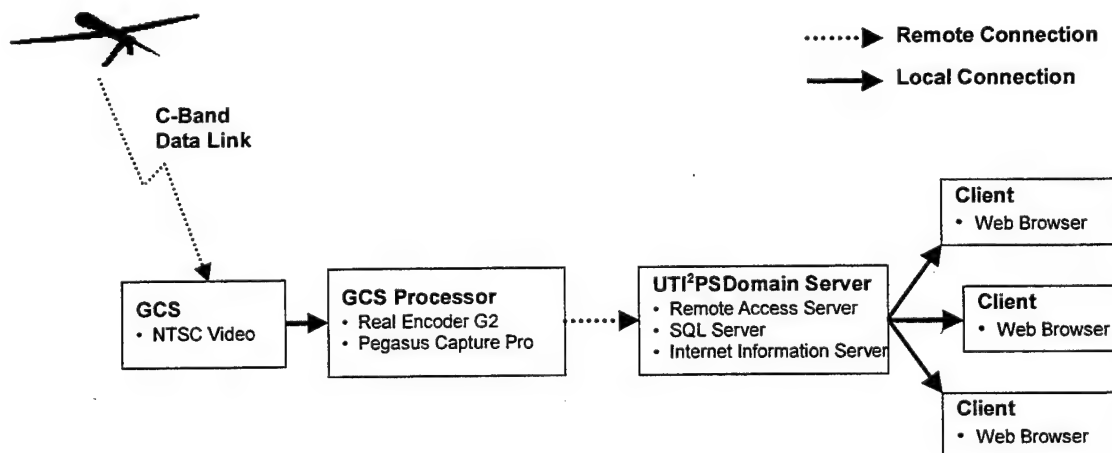 Remote Connection
Local Connection
C-Band
Data Link
GCS
• NTSC Video
GCS Processor
• Real Encoder G2
• Pegasus Capture Pro
UTI²PSDomain Server
• Remote Access Server
• SQL Server
• Internet Information Server
Client
• Web Browser
Client
• Web Browser
Client
• Web Browser